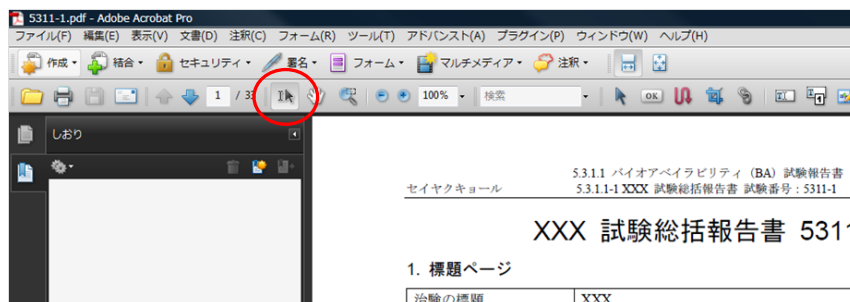 5311-1.pdf - Adobe Acrobat Pro
ファイル(F) 編集(E) 表示(V) 文書(D) 注釈(C) フォーム(R) ツール(T) アドバンスト(A) プラグイン(P) ウィンドウ(W) ヘルプ(H)
作成 結合 セキュリティ 署名 フォーム マルチメディア 注釈
1 / 33 100% 検索 OK
しおり
5.3.1.1 バイオアベイラビリティ (BA) 試験報告書
セイヤクキョール 5.3.1.1-1 XXX 試験総括報告書 試験番号 : 5311-1
XXX 試験総括報告書 531
1. 標題ページ
治験の標題 XXX